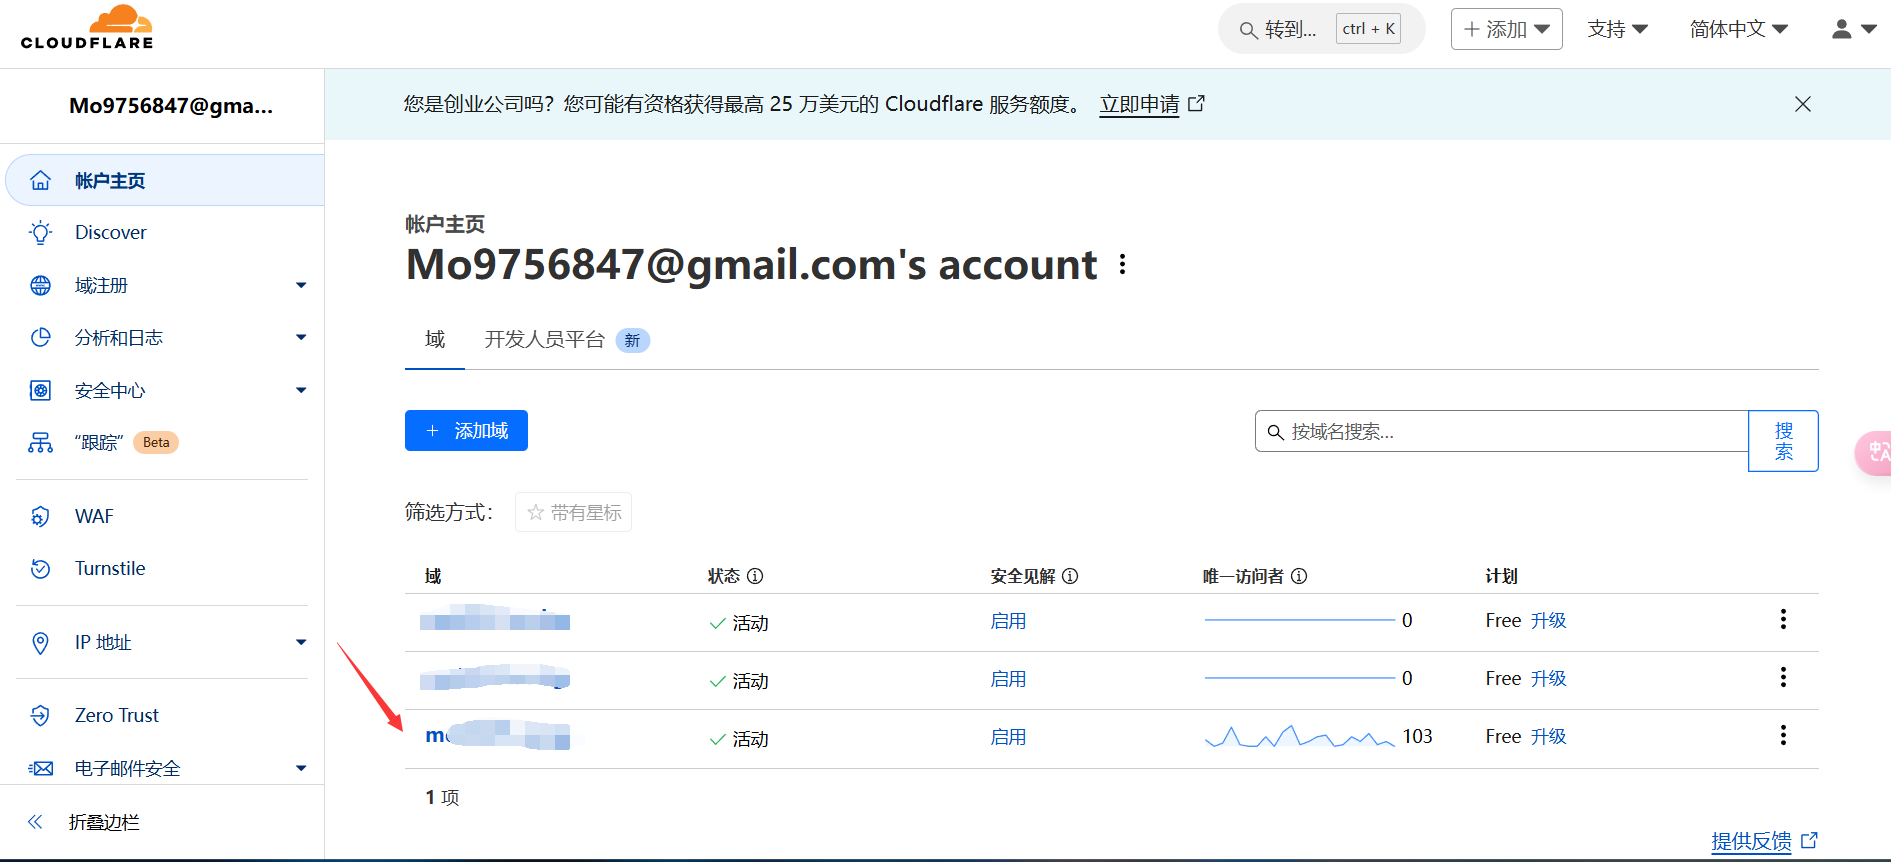 CLOUDFLARE
转到... ctrl + K
添加
支持
简体中文
Mo9756847@gma...
您是创业公司吗？您可能有资格获得最高 25 万美元的 Cloudflare 服务额度。 立即申请
帐户主页
Discover
域注册
分析和日志
安全中心
“跟踪” Beta
WAF
Turnstile
IP 地址
Zero Trust
电子邮件安全
折叠边栏
帐户主页
Mo9756847@gmail.com's account
域 开发人员平台 新
+ 添加域
按域名搜索...
搜
索
筛选方式： 带有星标
域 状态 安全见解 唯一访问者 计划
活动 启用 0 Free 升级
活动 启用 0 Free 升级
活动 启用 103 Free 升级
1 项
提供反馈
中
A